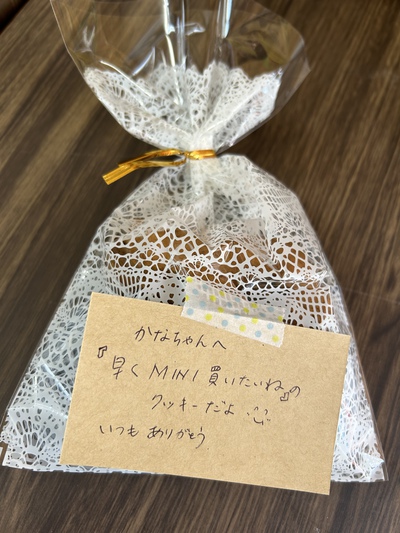 かなちゃんへ
『早くMINI買いたいね』の
クッキーだよ
いつもありがとう